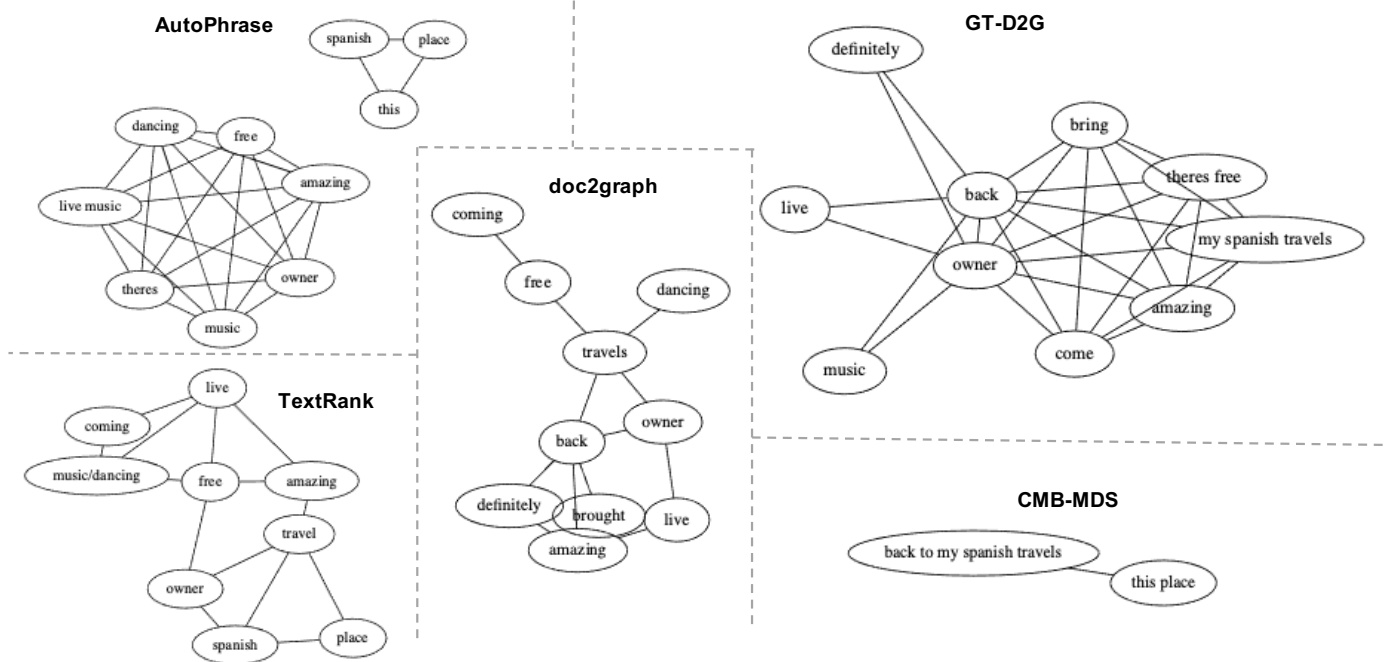 AutoPhrase
spanish
place
this
dancing
free
amazing
live music
owner
theres
music
TextRank
live
coming
music/dancing
free
amazing
travel
owner
spanish
place
doc2graph
coming
free
dancing
travels
owner
back
definitely
brought
live
amazing
GT-D2G
definitely
bring
theres free
back
live
my spanish travels
owner
amazing
come
music
CMB-MDS
back to my spanish travels
this place